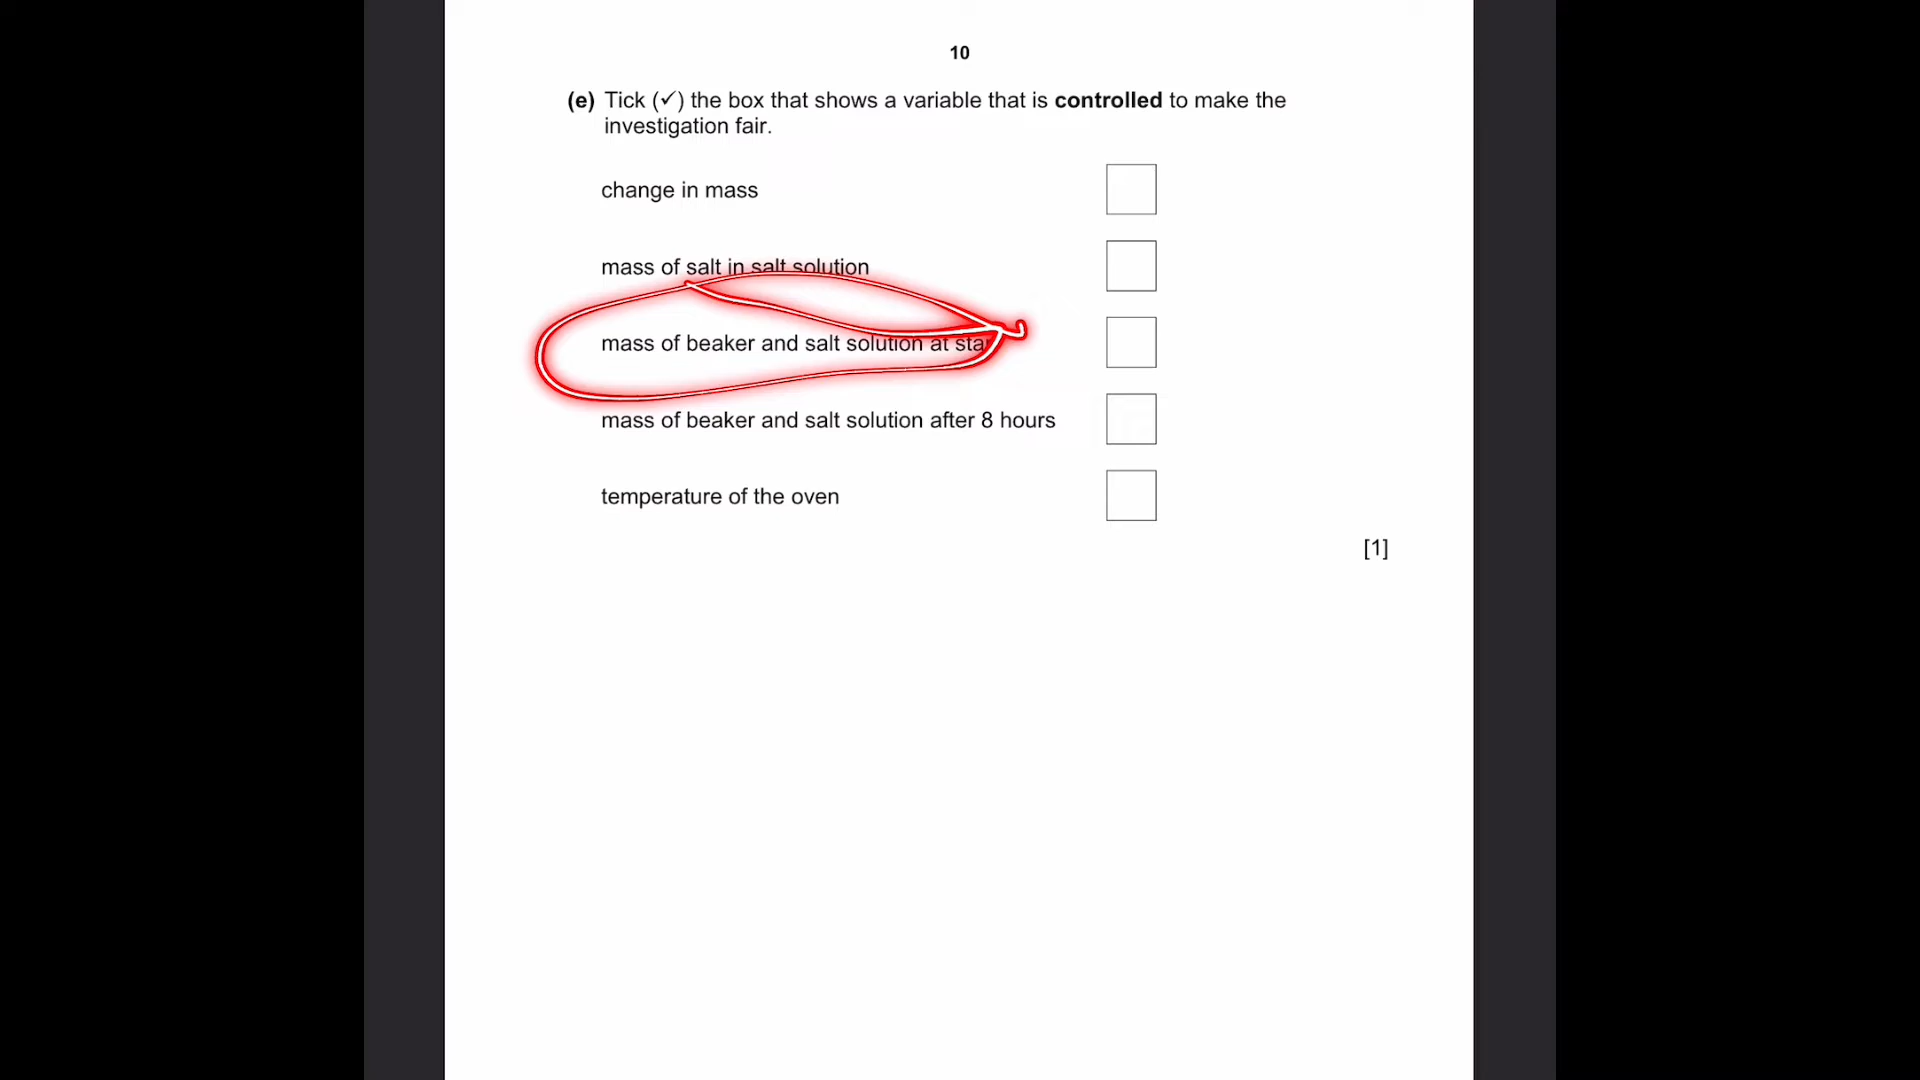 10
(e) Tick (✓) the box that shows a variable that is controlled to make the
investigation fair.
change in mass
mass of salt in salt solution
mass of beaker and salt solution at
mass of beaker and salt solution after 8 hours
temperature of the oven
[1]